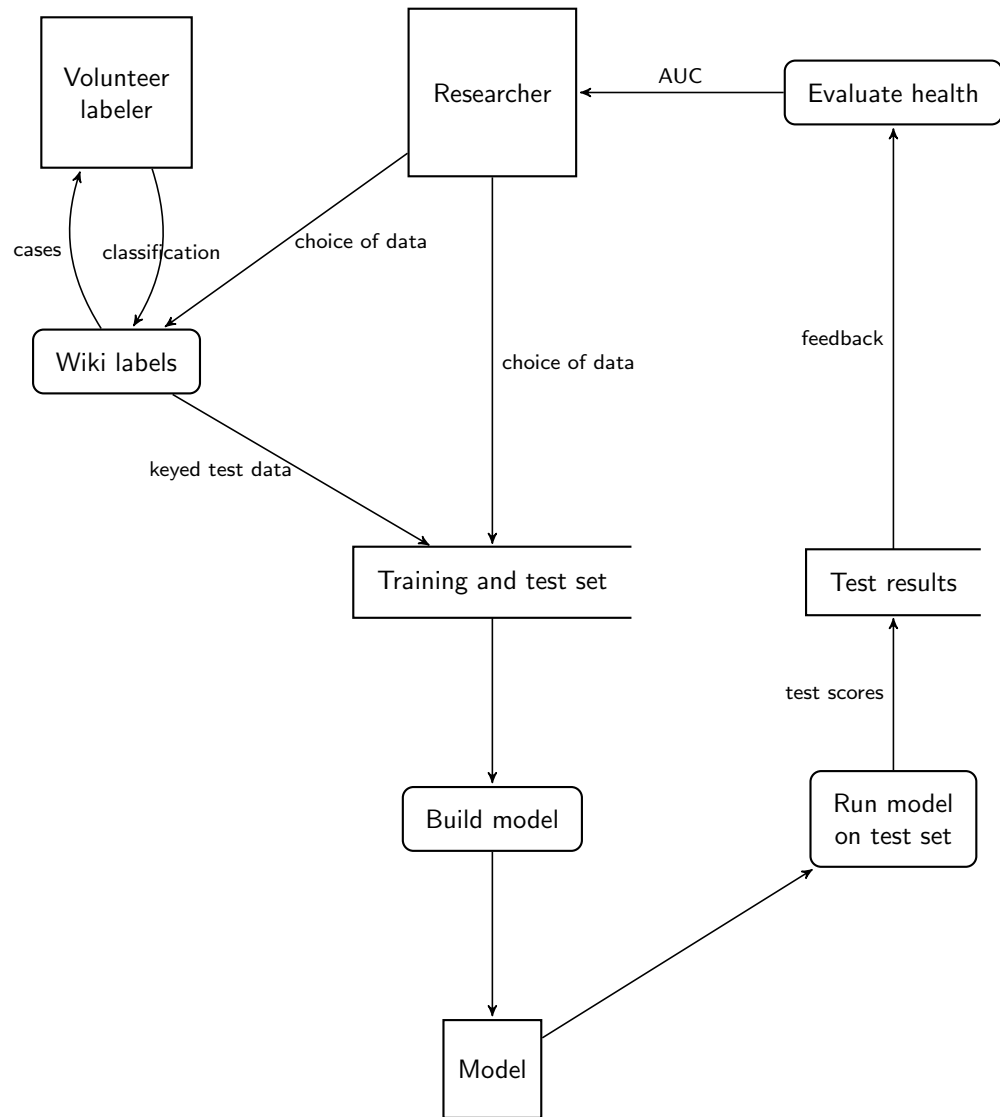 Volunteer
labeler
Researcher
AUC
Evaluate health
cases
classification
choice of data
Wiki labels
feedback
choice of data
keyed test data
Training and test set
Test results
test scores
Build model
Run model
on test set
Model